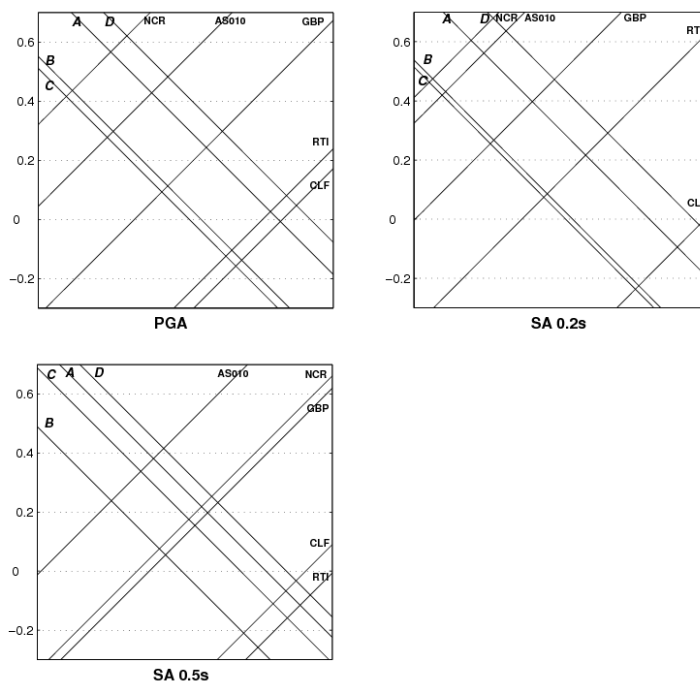 A D NCR AS010 GBP
0.6
B
C
0.4
0.2
RTI
CLF
0
−0.2
PGA
A D NCR AS010 GBP
0.6
RT
B
C
0.4
0.2
CL
0
−0.2
SA 0.2s
C A D AS010 NCR
0.6
GBP
B
0.4
0.2
CLF
0
RTI
−0.2
SA 0.5s